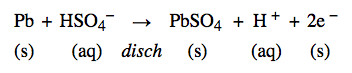 Pb + HSO₄⁻ → PbSO₄ + H⁺ + 2e⁻
(s) (aq) disch (s) (aq) (s)